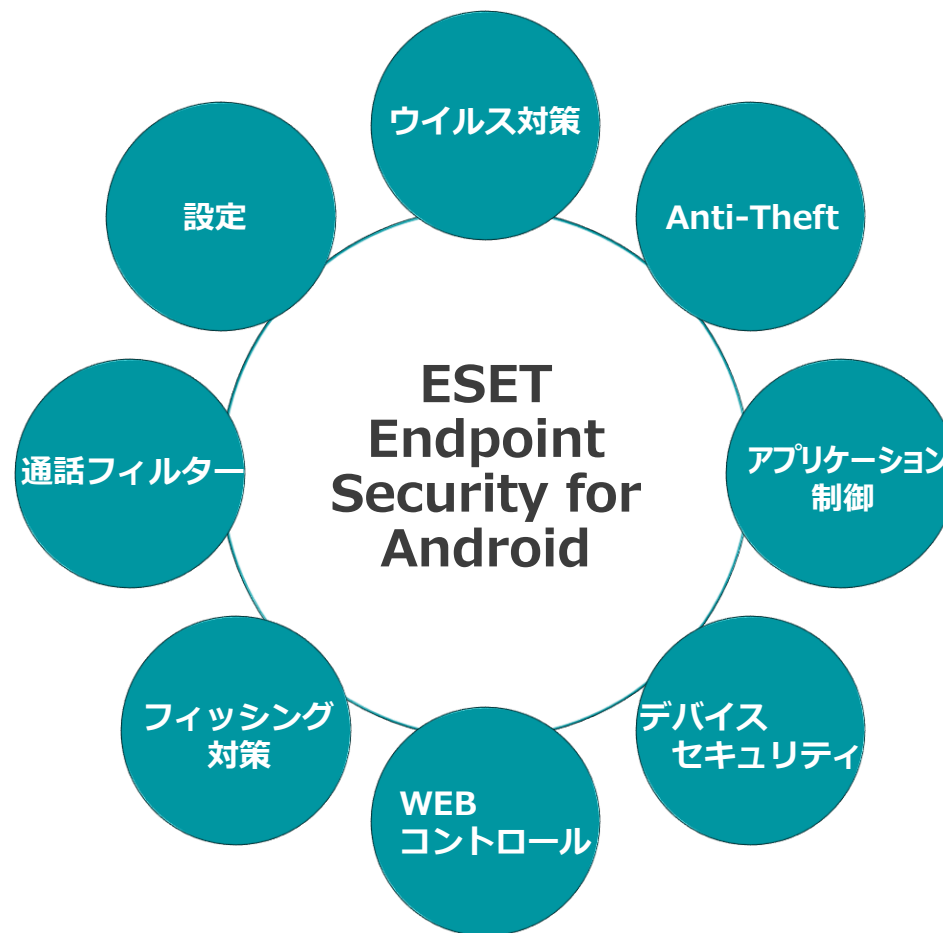 ウイルス対策
Anti-Theft
アプリケーション
制御
デバイス
セキュリティ
WEB
コントロール
フィッシング
対策
通話フィルター
設定
ESET
Endpoint
Security for
Android